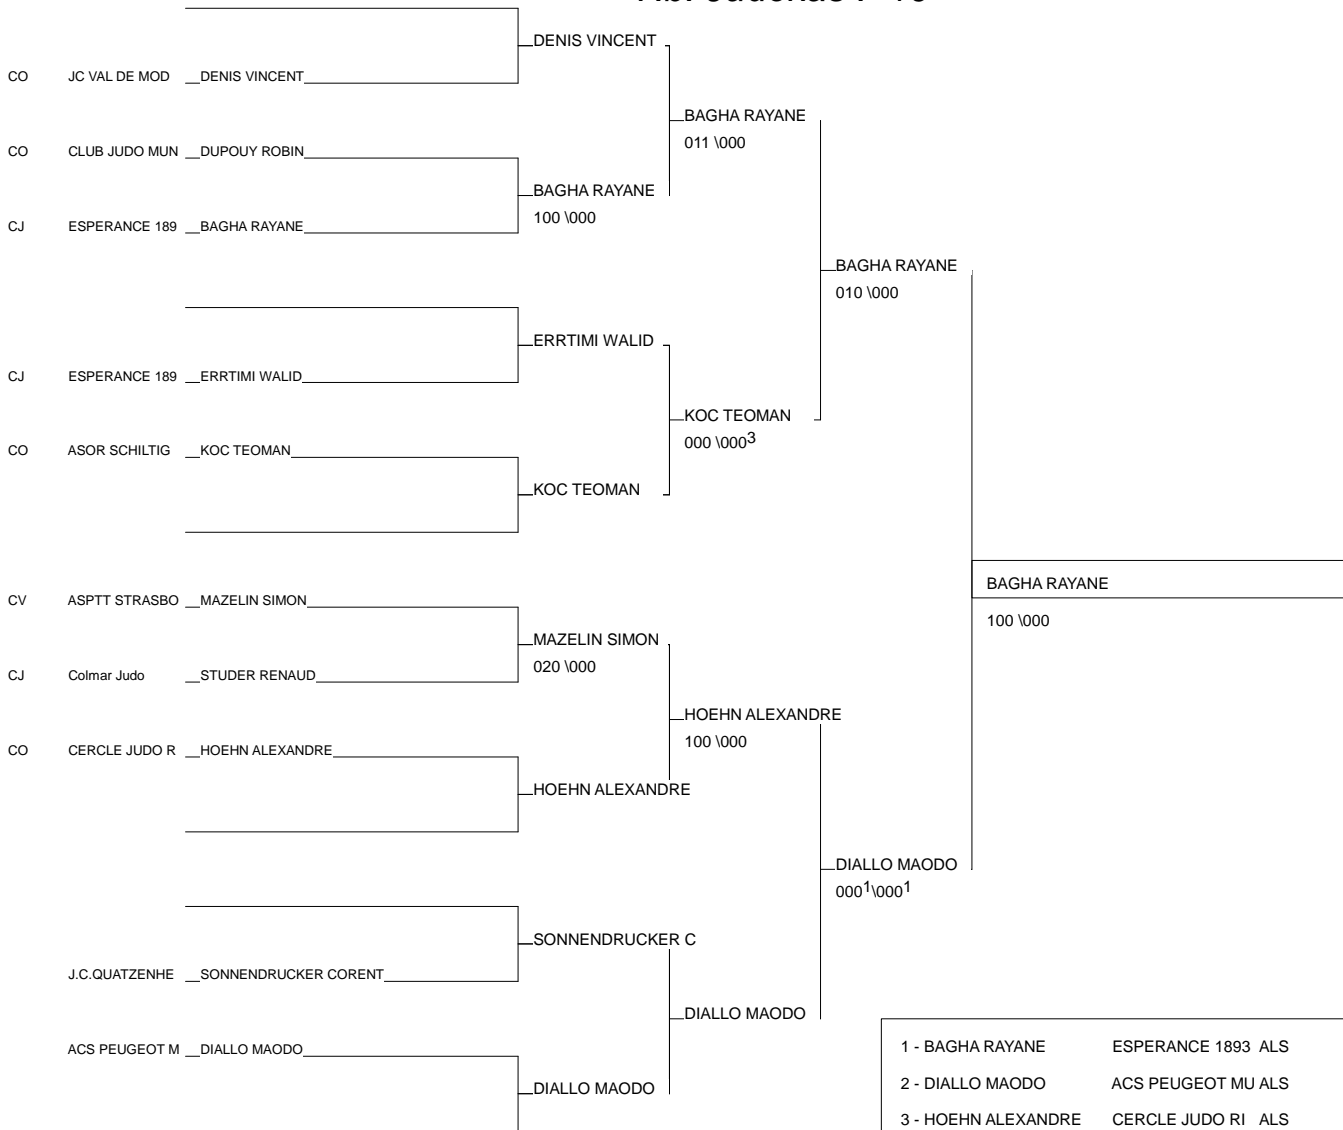 DENIS VINCENT
CO JC VAL DE MOD DENIS VINCENT
BAGHA RAYANE
011 \000
CO CLUB JUDO MUN DUPOUY ROBIN
BAGHA RAYANE
100 \000
CJ ESPERANCE 189 BAGHA RAYANE
BAGHA RAYANE
010 \000
ERRTIMI WALID
CJ ESPERANCE 189 ERRTIMI WALID
KOC TEOMAN
000 \0003
CO ASOR SCHILTIG KOC TEOMAN
KOC TEOMAN
BAGHA RAYANE
100 \000
CV ASPTT STRASBO MAZELIN SIMON
MAZELIN SIMON
020 \000
CJ Colmar Judo STUDER RENAUD
HOEHN ALEXANDRE
100 \000
CO CERCLE JUDO R HOEHN ALEXANDRE
HOEHN ALEXANDRE
DIALLO MAODO
0001\0001
SONNENDRUCKER C
J.C.QUATZENHE SONNENDRUCKER CORENT
DIALLO MAODO
ACS PEUGEOT M DIALLO MAODO
DIALLO MAODO
1 - BAGHA RAYANE ESPERANCE 1893 ALS
2 - DIALLO MAODO ACS PEUGEOT MU ALS
3 - HOEHN ALEXANDRE CERCLE JUDO RI ALS